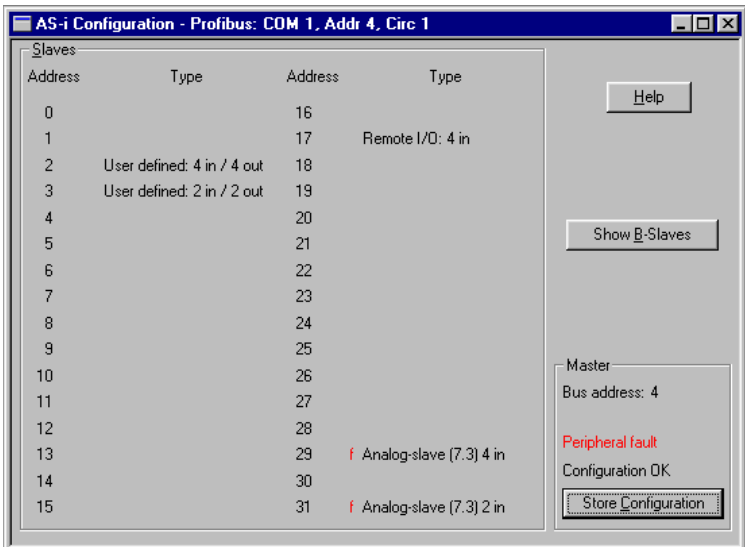 AS-i Configuration - Profibus: COM 1, Addr 4, Circ 1
Slaves
Address Type Address Type
0 16
1 17 Remote I/O: 4 in
2 User defined: 4 in / 4 out 18
3 User defined: 2 in / 2 out 19
4 20
5 21
6 22
7 23
8 24
9 25
10 26
11 27
12 28
13 29 f Analog-slave (7.3) 4 in
14 30
15 31 f Analog-slave (7.3) 2 in
Help
Show B-Slaves
Master
Bus address: 4
Peripheral fault
Configuration OK
Store Configuration